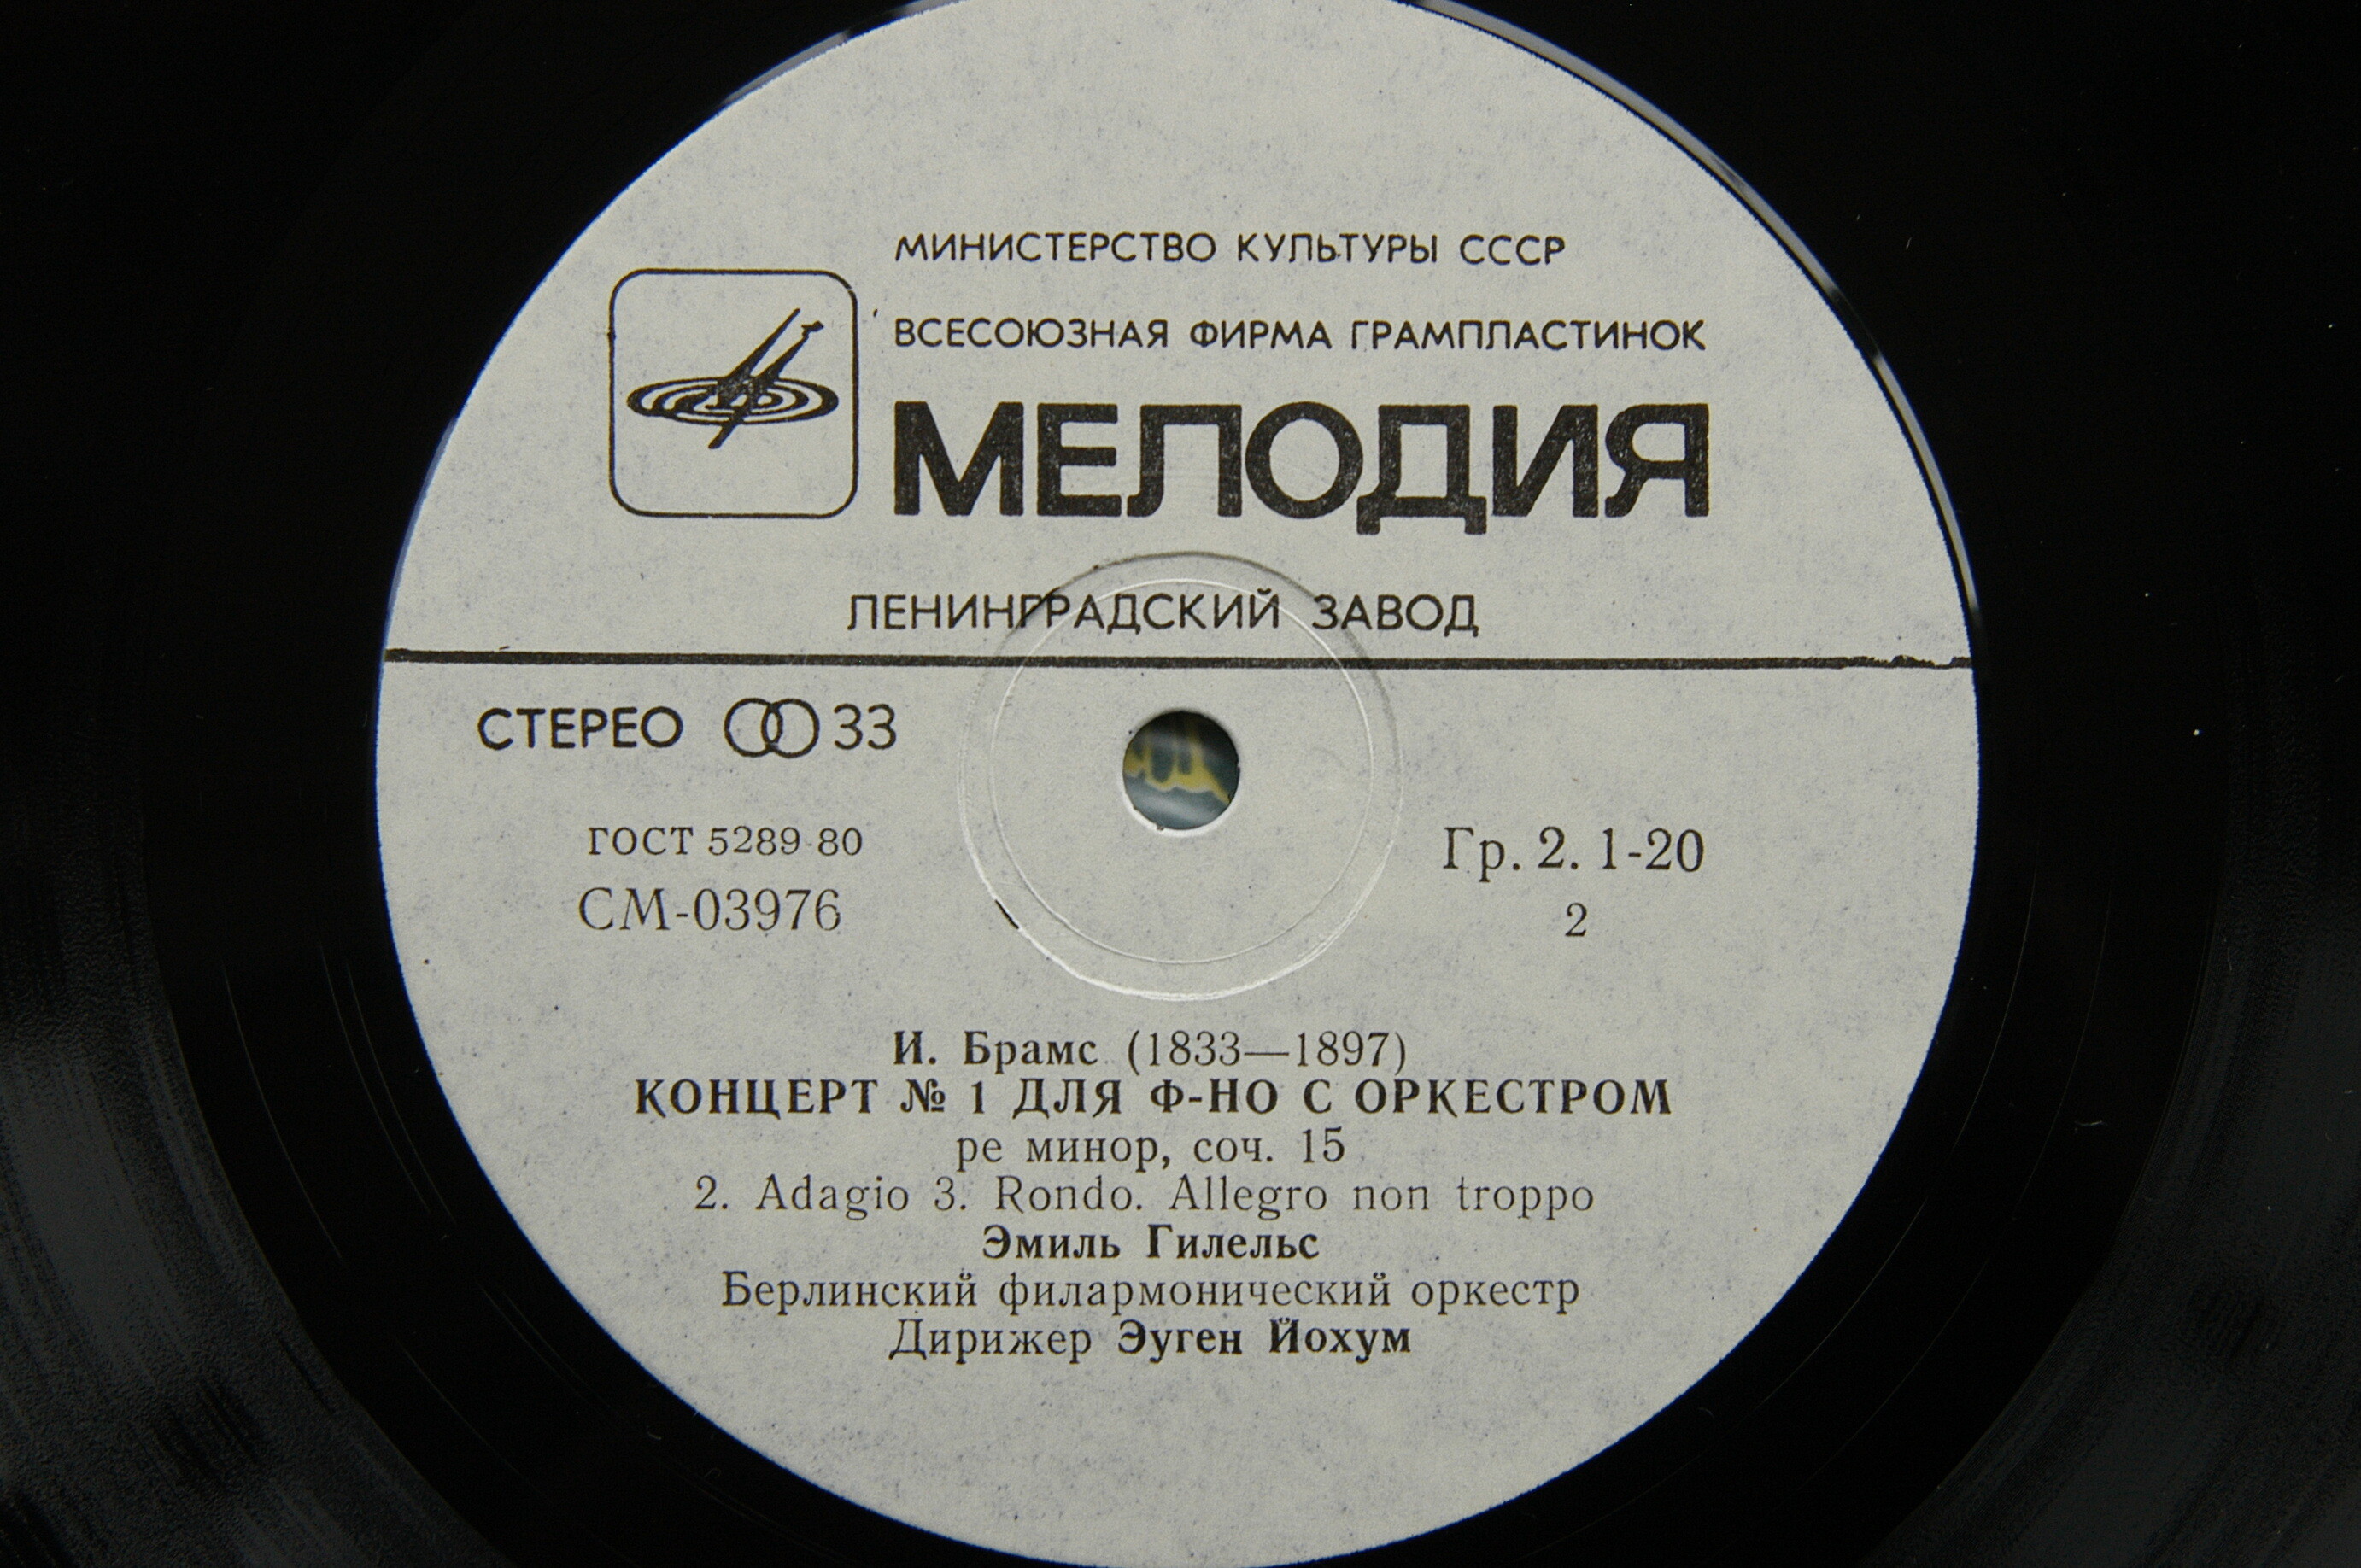 МИНИСТЕРСТВО КУЛЬТУРЫ СССР
ВСЕСОЮЗНАЯ ФИРМА ГРАМПЛАСТИНОК
МЕЛОДИЯ
ЛЕНИНГРАДСКИЙ ЗАВОД
СТЕРЕО 33
ГОСТ 5289-80
Гр. 2. 1-20
СМ-03976
2
И. Брамс (1833—1897)
КОНЦЕРТ № 1 ДЛЯ Ф-НО С ОРКЕСТРОМ
ре минор, соч. 15
2. Adagio 3. Rondo. Allegro non troppo
Эмиль Гилельс
Берлинский филармонический оркестр
Дирижер Эуген Йохум